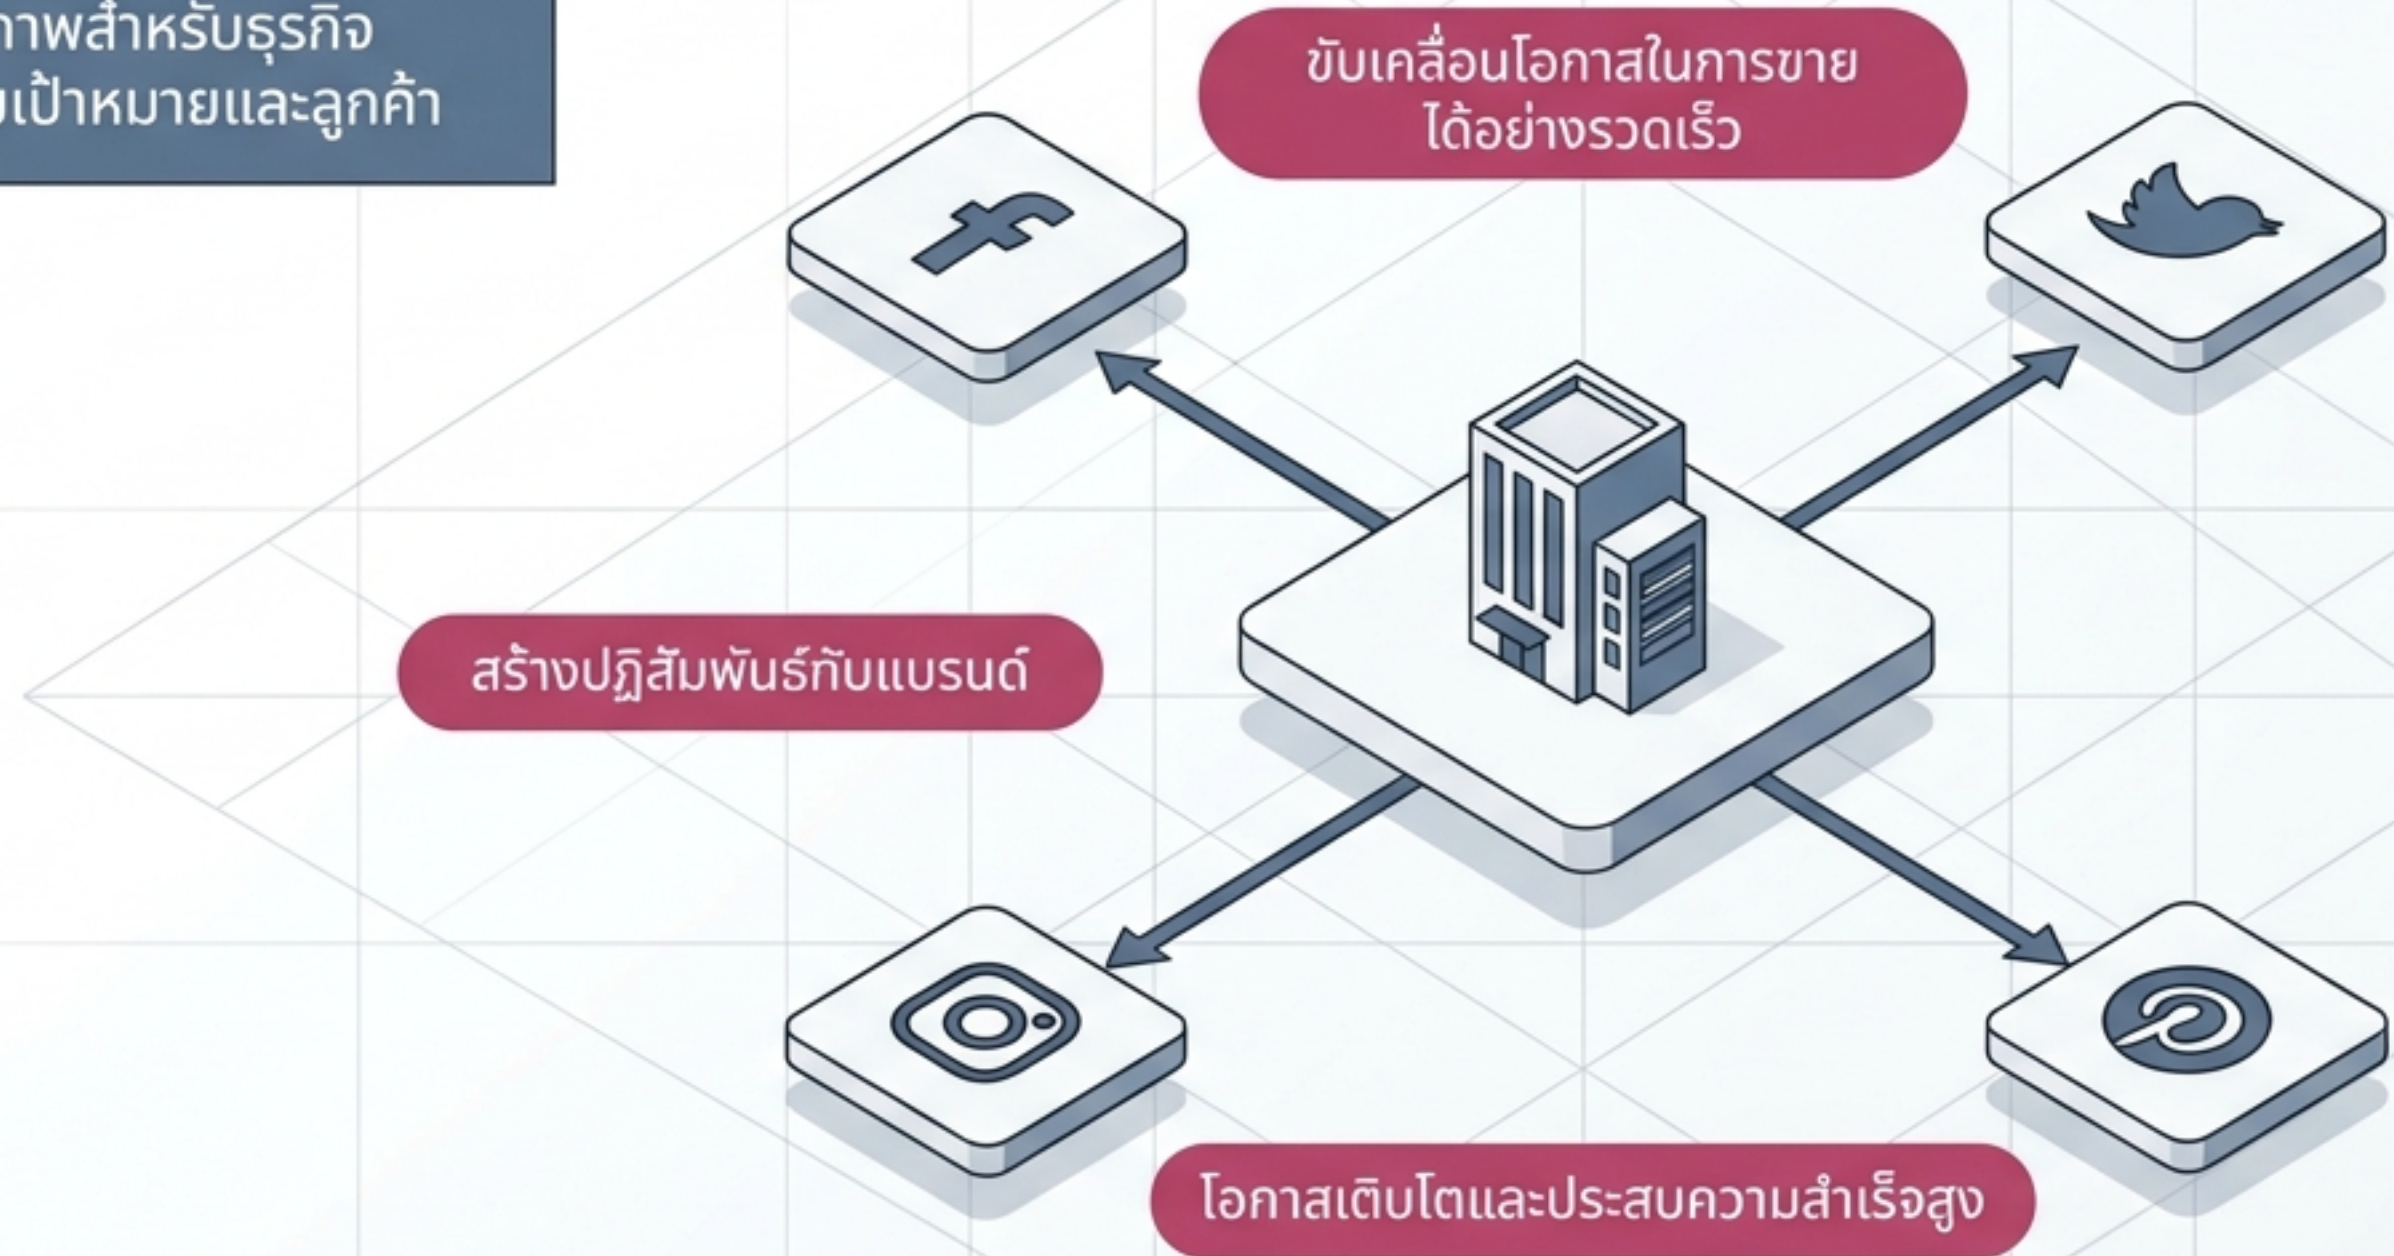 ภาพสำหรับธุรกิจ
เป้าหมายและลูกค้า
ขับเคลื่อนโอกาสในการขาย
ได้อย่างรวดเร็ว
สร้างปฏิสัมพันธ์กับแบรนด์
โอกาสเติบโตและประสบความสำเร็จสูง